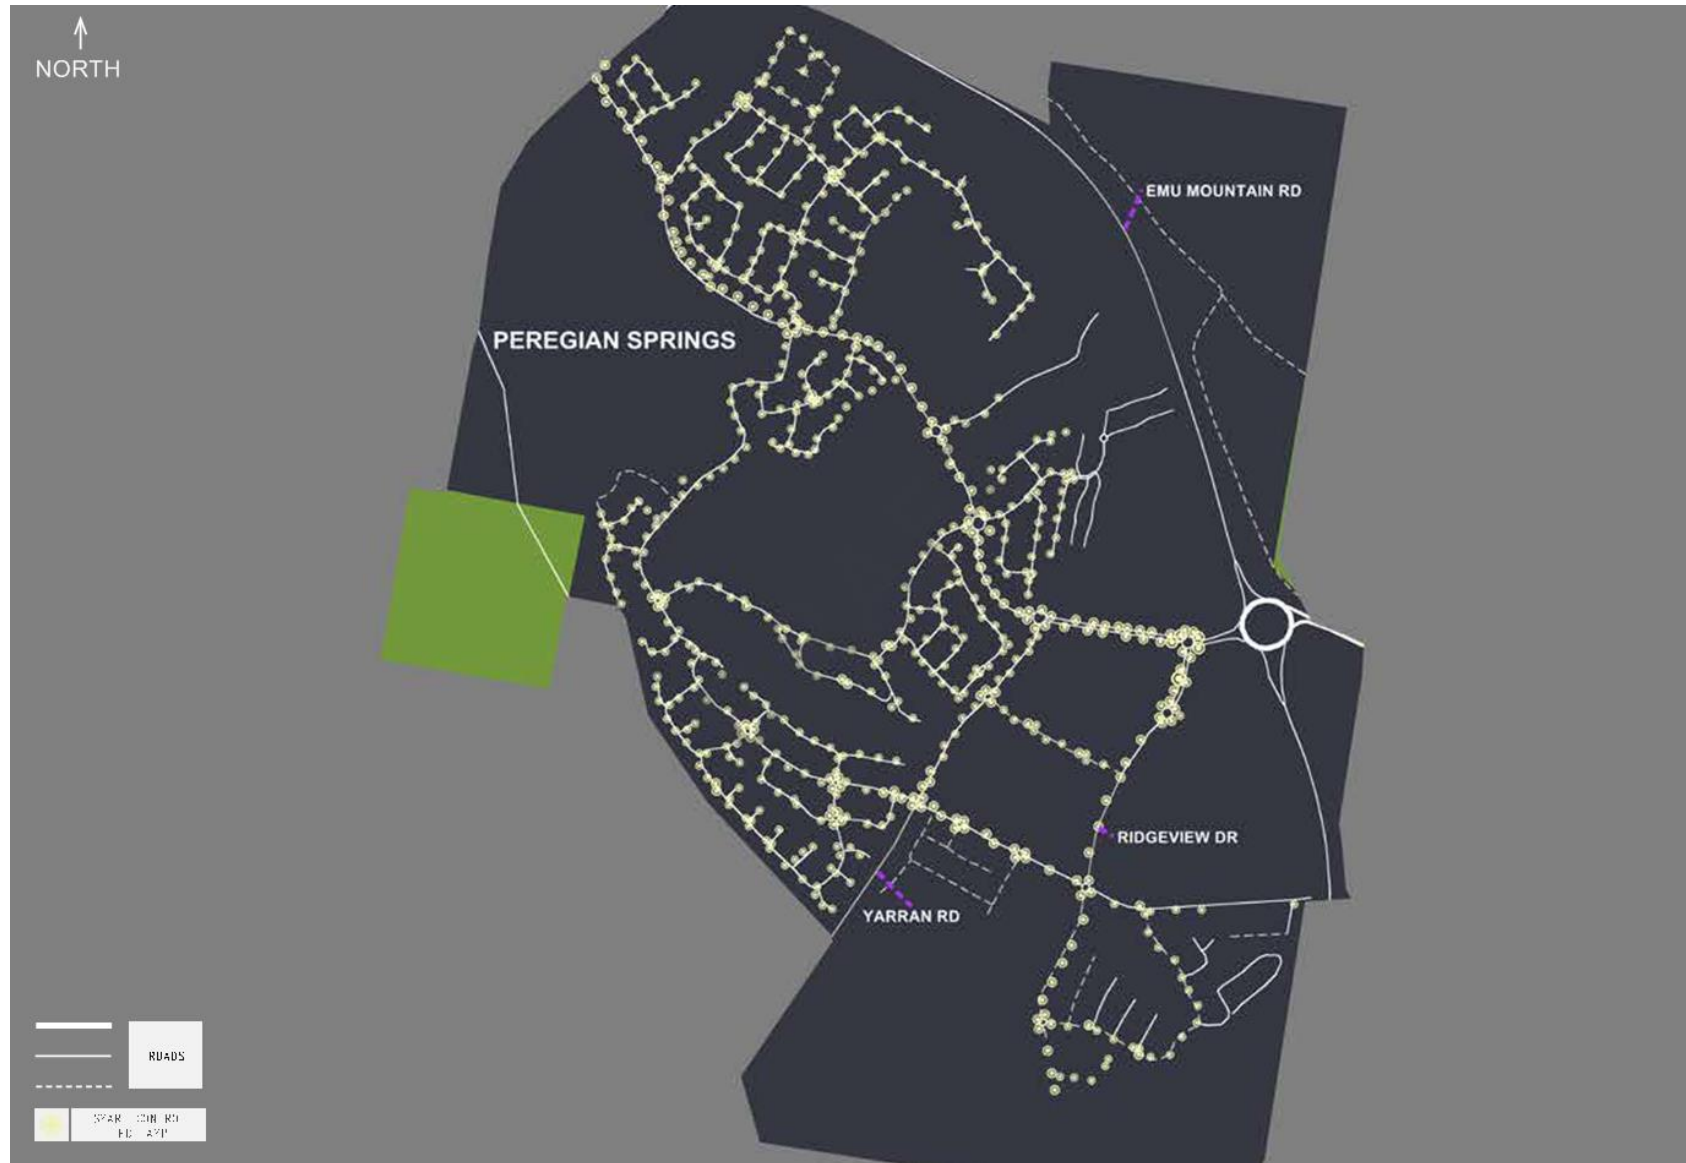 NORTH
EMU MOUNTAIN RD
PEREGIAN SPRINGS
RIDGEVIEW DR
YARRAN RD
ROADS